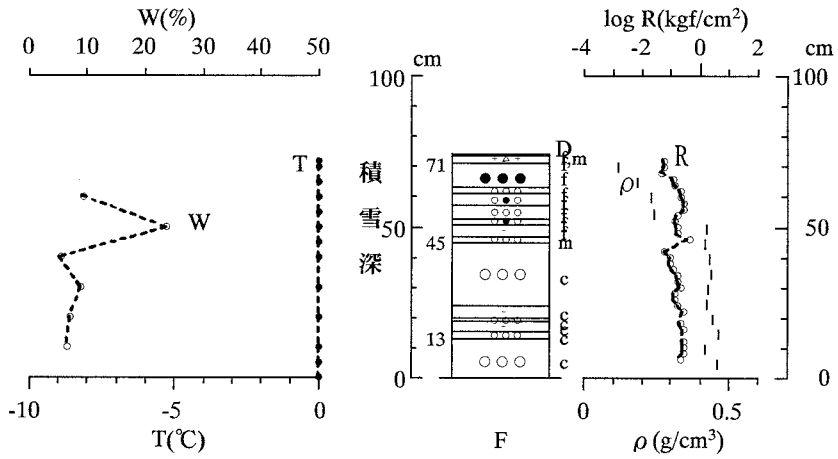 W(%)
0 10 20 30 40 50
log R(kgf/cm²)
-4 -2 0 2
cm
100
cm
100
積雪深
T
W
D
f,m
71
f
R
ρ
50
50
45
m
c
c
c
13
c
c
0
0
-10 -5 0
T(℃)
F
0 0.5
ρ (g/cm³)